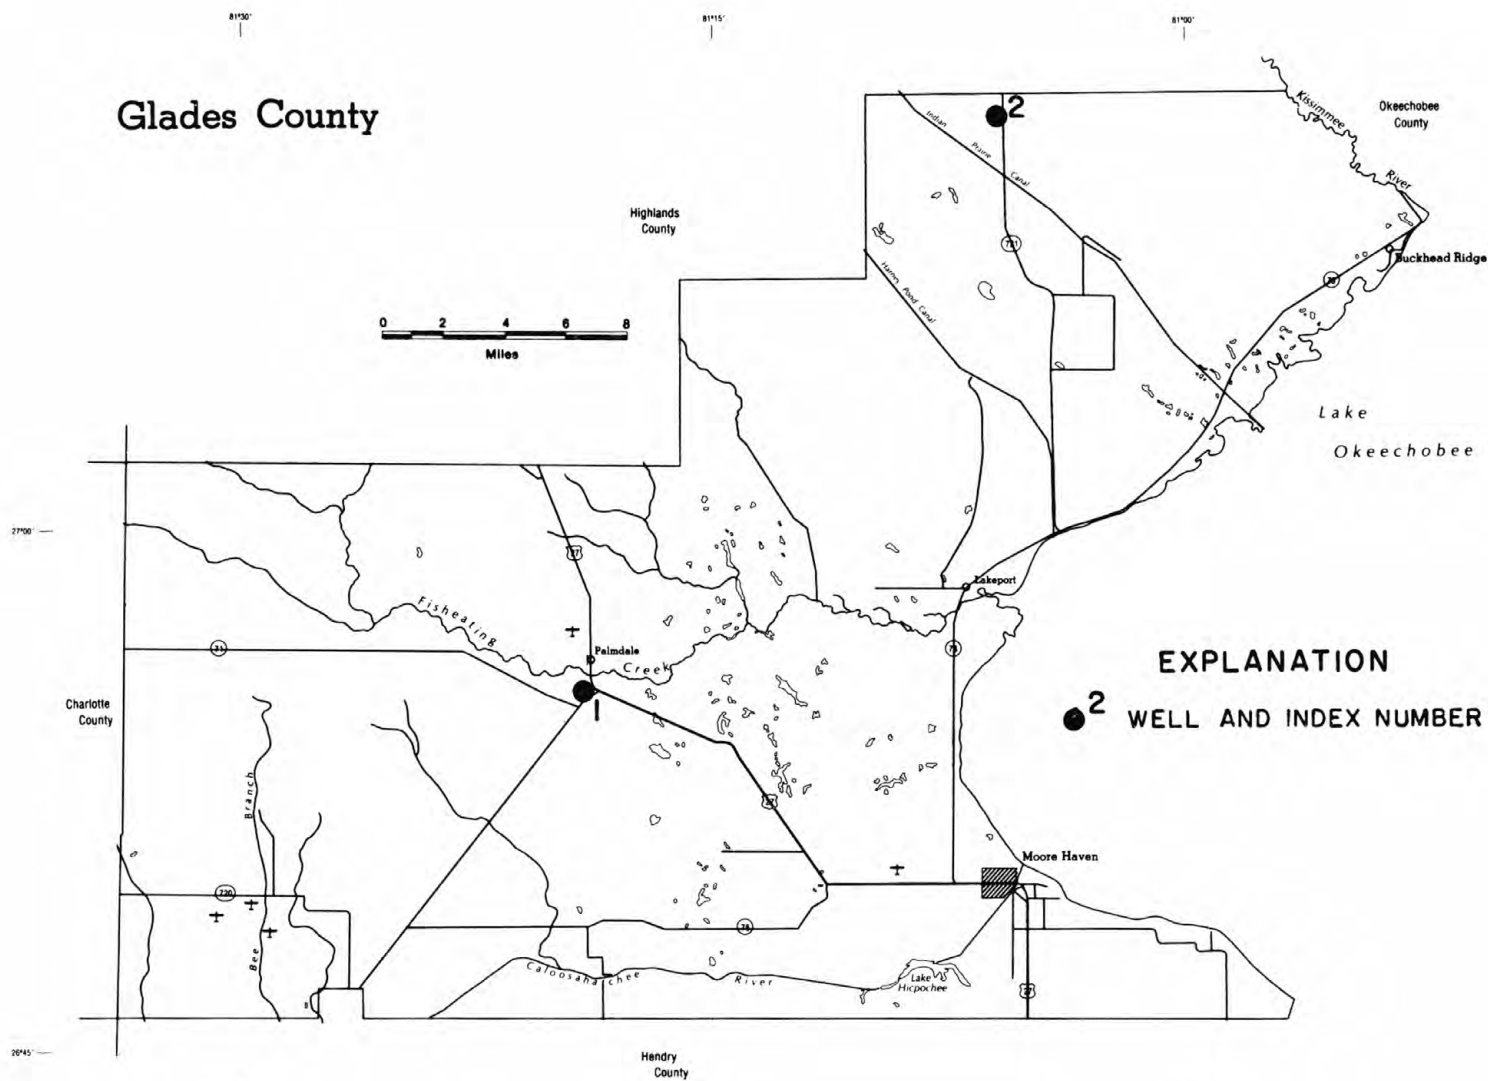 81°30'
81°15'
81°00'
Glades County
2
Kissimmee
River
Okeechobee
County
Indian
Prairie
Canal
Highlands
County
721
Buckhead Ridge
78
Harney Pond Canal
0 2 4 6 8
Miles
Lake
Okeechobee
27°00'
27
Lakeport
Fisheating
Creek
Palmdale
31
78
EXPLANATION
2 WELL AND INDEX NUMBER
1
Charlotte
County
Branch
27
Moore Haven
720
78
Bee
Caloosahatchee
River
Lake
Hicpochee
27
26°45'
Hendry
County